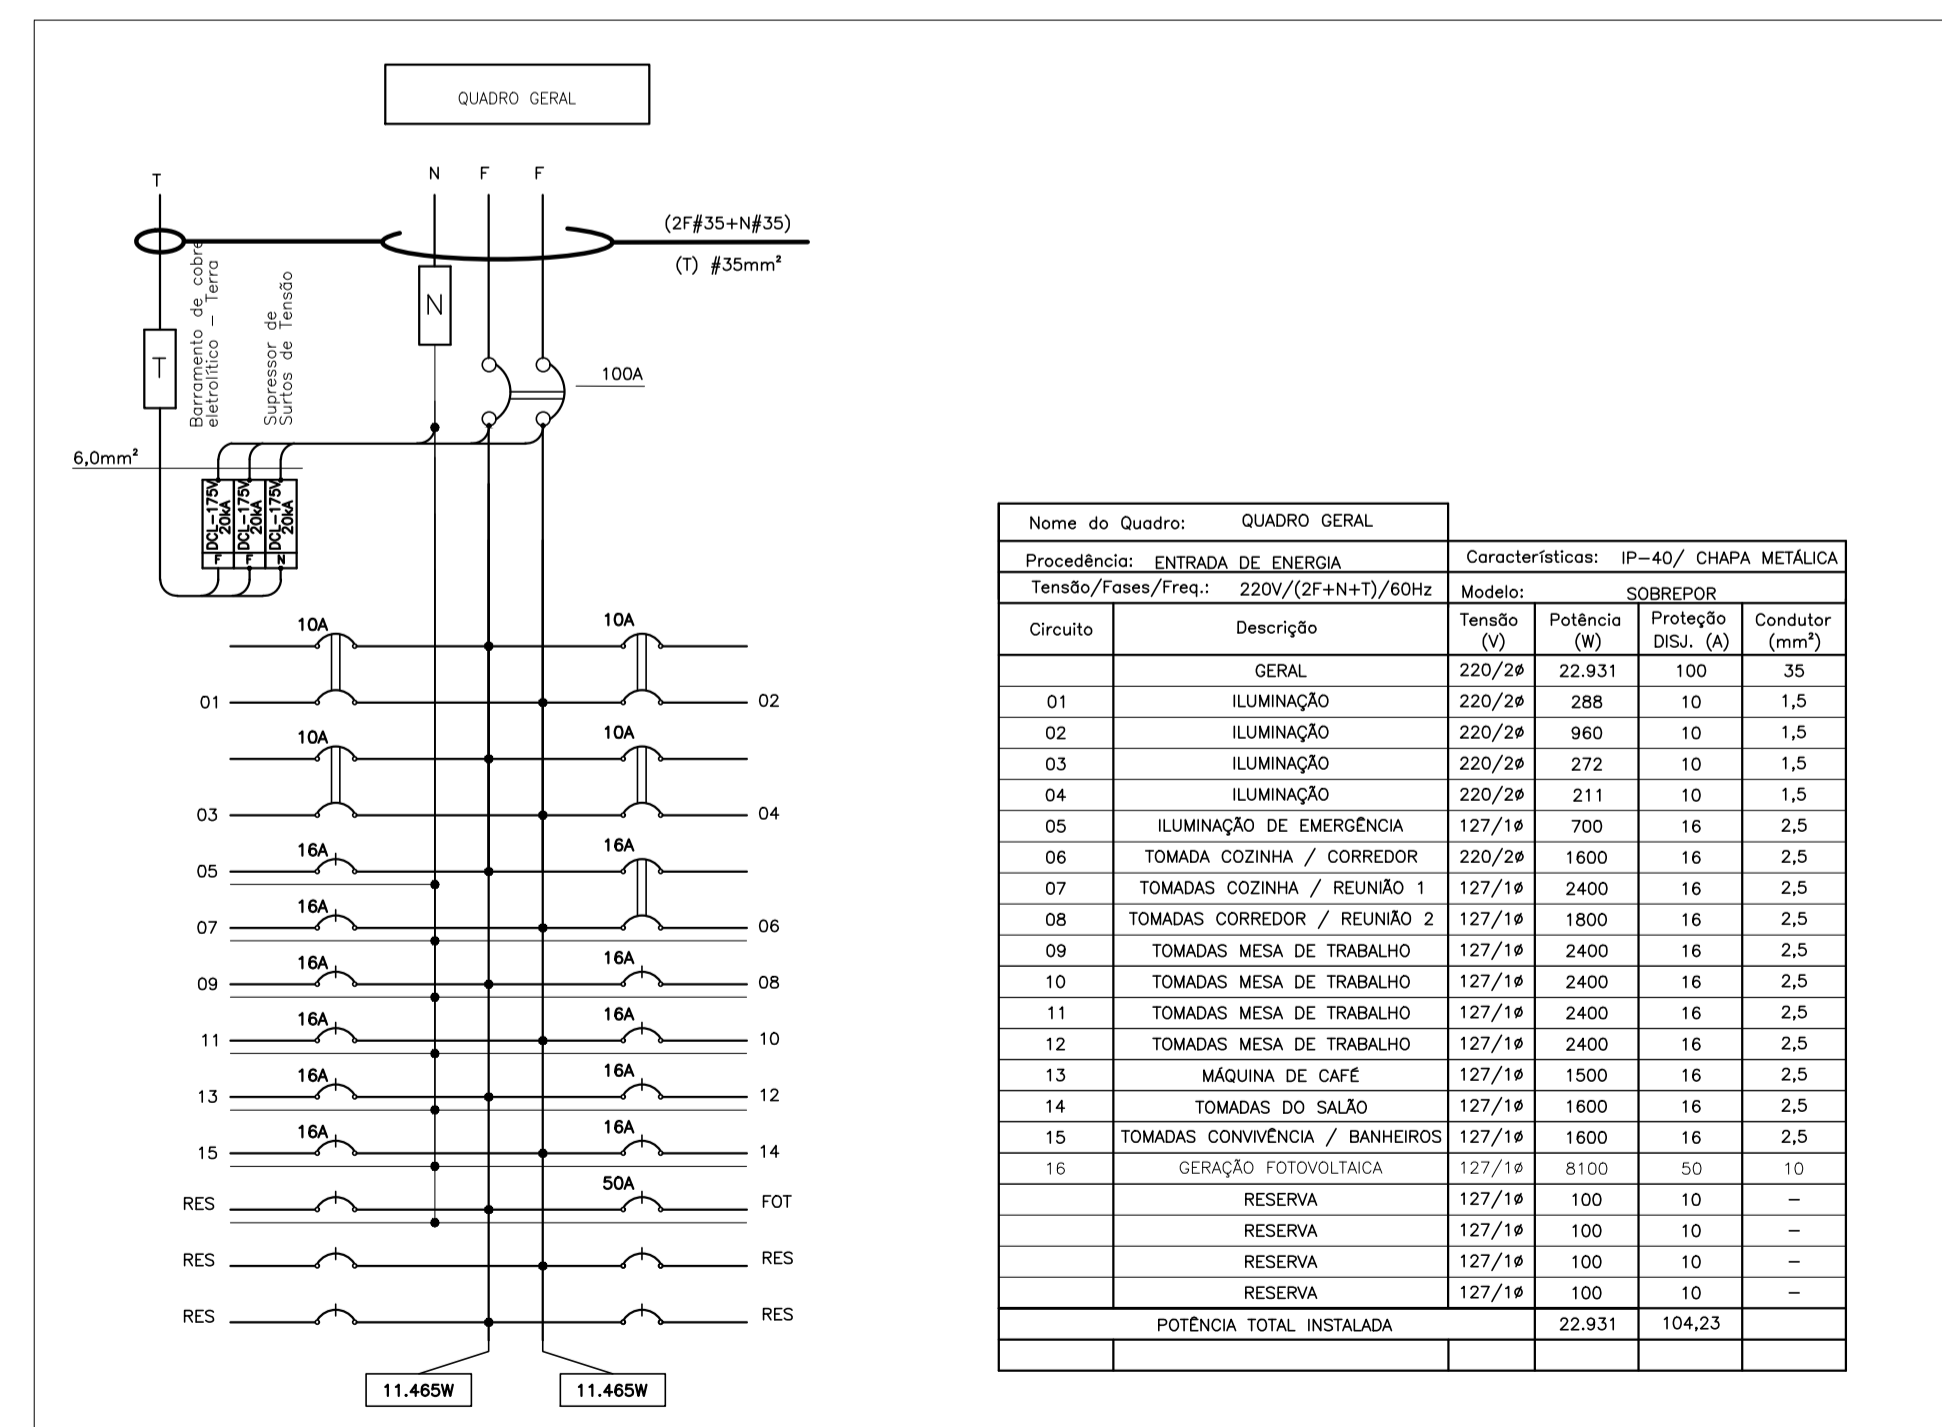 QUADRO GERAL
T
N F F
(2F#35+N#35)
(T) #35mm²
Barramento de cobre
eletrolítico - Terra
Supressor de
Surtos de Tensão
T
N
100A
6,0mm²
DCL-175V
20kA
F
DCL-175V
20kA
F
DCL-175V
20kA
N
10A 10A
01 02
10A 10A
03 04
16A 16A
05
16A
07 06
16A 16A
09 08
16A 16A
11 10
16A 16A
13 12
16A 16A
15 14
50A
RES FOT
RES RES
RES RES
11.465W 11.465W
Nome do Quadro: QUADRO GERAL
Procedência: ENTRADA DE ENERGIA Características: IP-40/ CHAPA METÁLICA
Tensão/Fases/Freq.: 220V/(2F+N+T)/60Hz Modelo: SOBREPOR
Circuito Descrição Tensão (V) Potência (W) Proteção DISJ. (A) Condutor (mm²)
GERAL 220/2ø 22.931 100 35
01 ILUMINAÇÃO 220/2ø 288 10 1,5
02 ILUMINAÇÃO 220/2ø 960 10 1,5
03 ILUMINAÇÃO 220/2ø 272 10 1,5
04 ILUMINAÇÃO 220/2ø 211 10 1,5
05 ILUMINAÇÃO DE EMERGÊNCIA 127/1ø 700 16 2,5
06 TOMADA COZINHA / CORREDOR 220/2ø 1600 16 2,5
07 TOMADAS COZINHA / REUNIÃO 1 127/1ø 2400 16 2,5
08 TOMADAS CORREDOR / REUNIÃO 2 127/1ø 1800 16 2,5
09 TOMADAS MESA DE TRABALHO 127/1ø 2400 16 2,5
10 TOMADAS MESA DE TRABALHO 127/1ø 2400 16 2,5
11 TOMADAS MESA DE TRABALHO 127/1ø 2400 16 2,5
12 TOMADAS MESA DE TRABALHO 127/1ø 2400 16 2,5
13 MÁQUINA DE CAFÉ 127/1ø 1500 16 2,5
14 TOMADAS DO SALÃO 127/1ø 1600 16 2,5
15 TOMADAS CONVIVÊNCIA / BANHEIROS 127/1ø 1600 16 2,5
16 GERAÇÃO FOTOVOLTAICA 127/1ø 8100 50 10
RESERVA 127/1ø 100 10 -
RESERVA 127/1ø 100 10 -
RESERVA 127/1ø 100 10 -
RESERVA 127/1ø 100 10 -
POTÊNCIA TOTAL INSTALADA 22.931 104,23